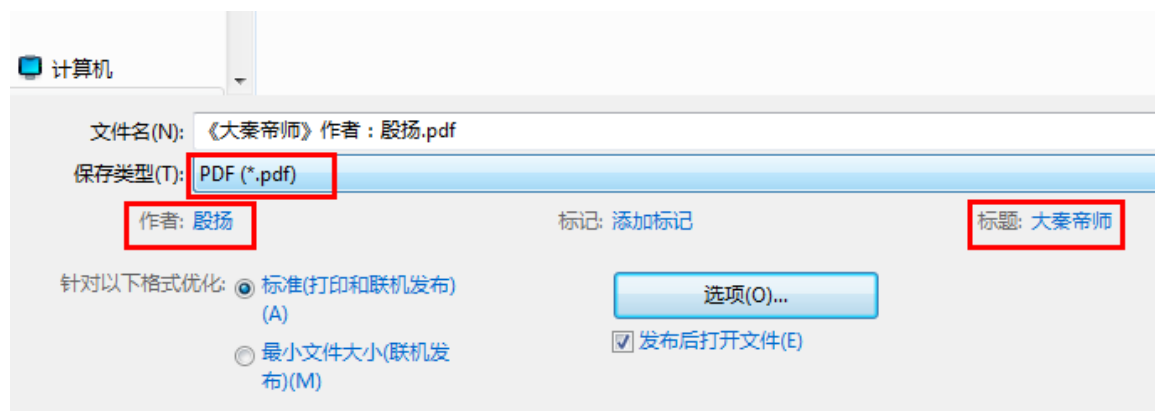 计算机
文件名(N): 《大秦帝师》作者：殷扬.pdf
保存类型(T): PDF (*.pdf)
作者: 殷扬 标记: 添加标记 标题: 大秦帝师
针对以下格式优化: 标准(打印和联机发布)
(A)
选项(O)...
发布后打开文件(E)
最小文件大小(联机发
布)(M)